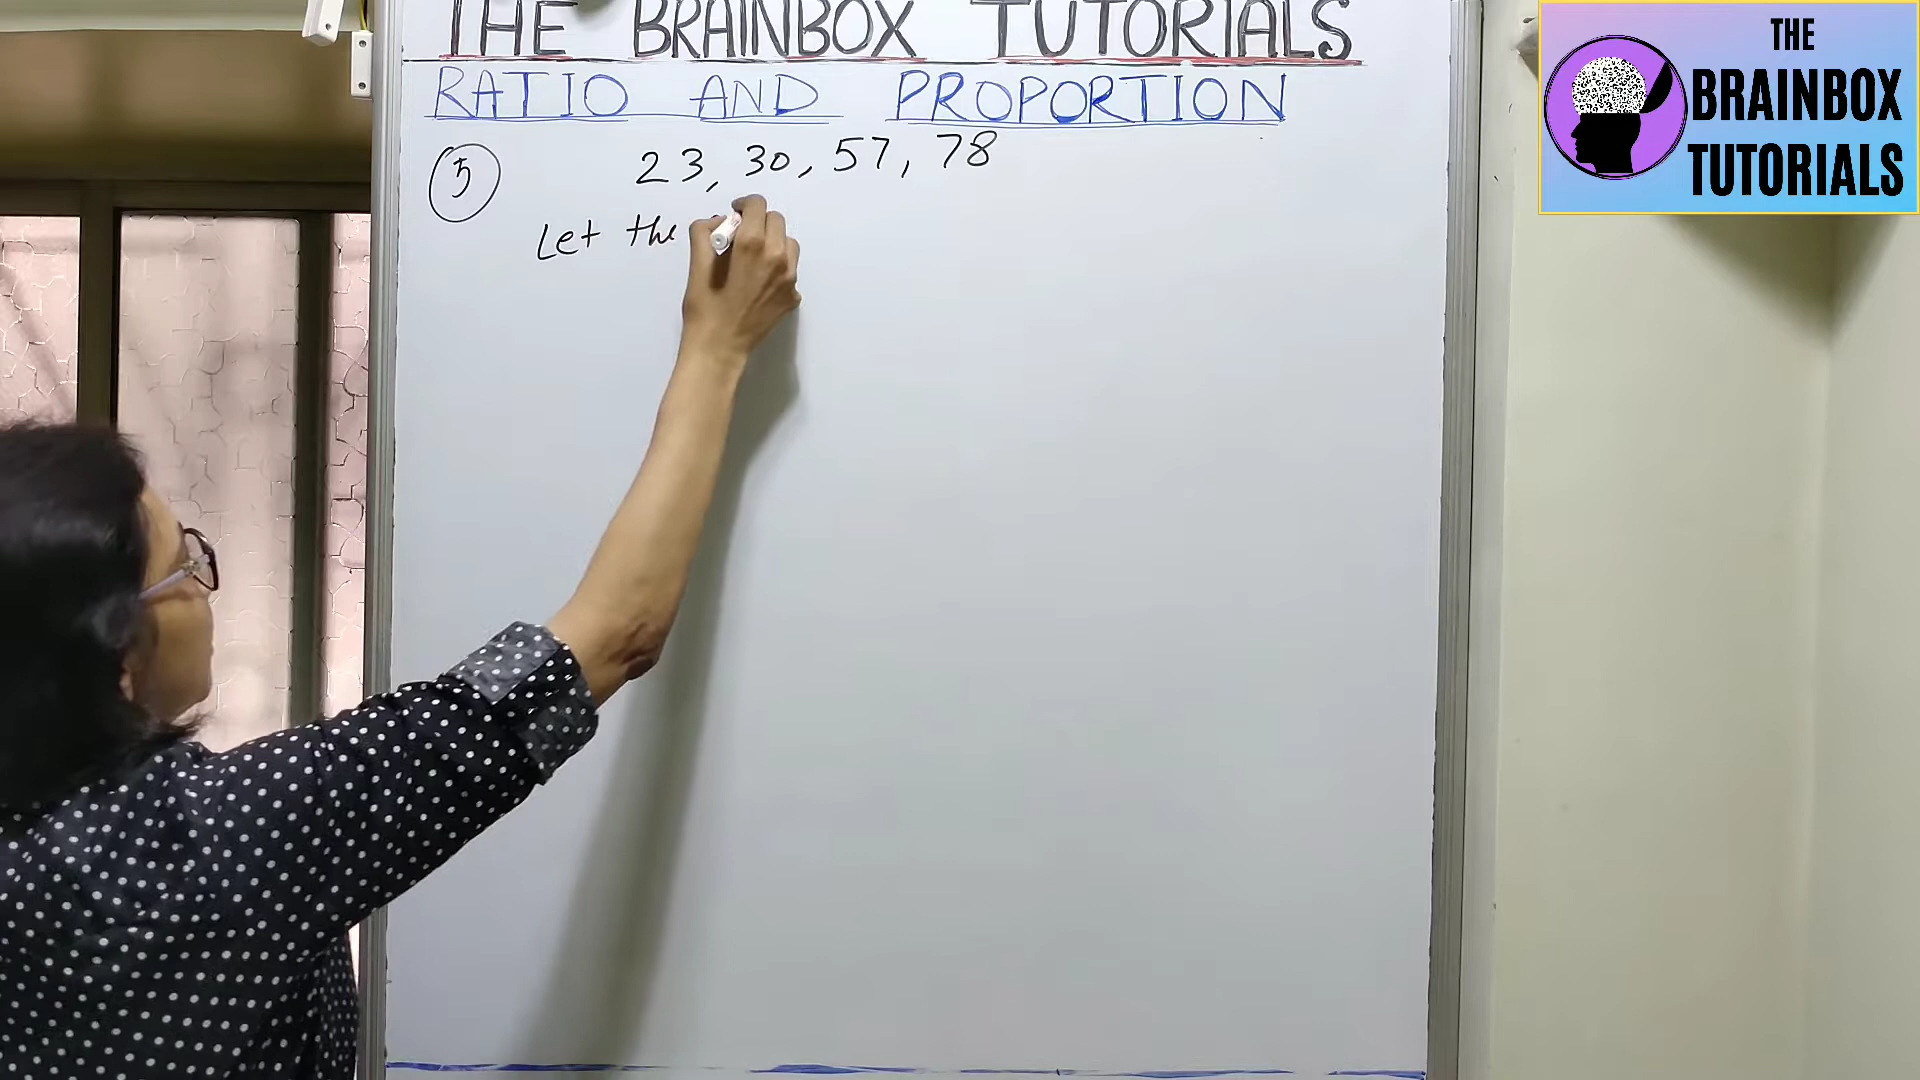 THE BRAINBOX TUTORIALS
RATIO AND PROPORTION
5 23, 30, 57, 78
Let the
THE
BRAINBOX
TUTORIALS